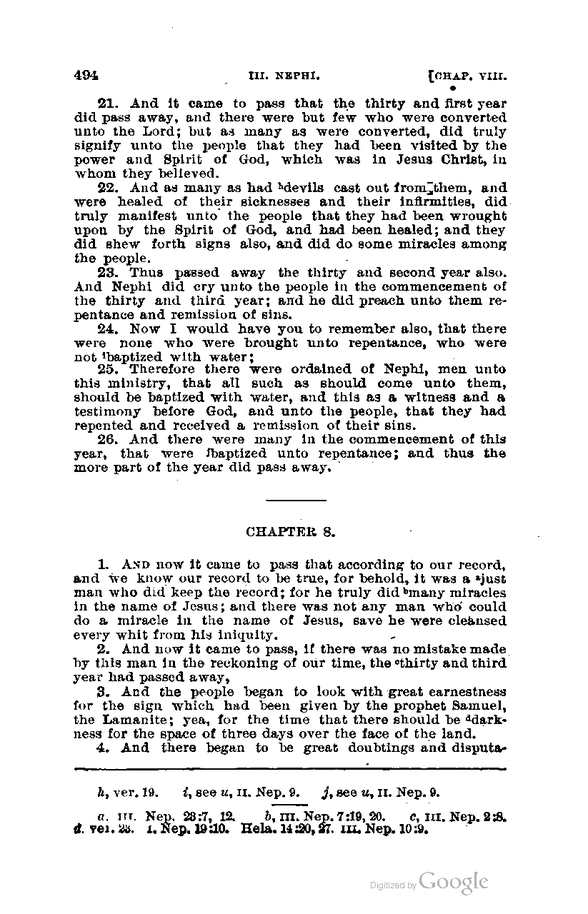 494 III. NEPHI. [CHAP. VIII.
21. And it came to pass that the thirty and first year
did pass away, and there were but few who were converted
unto the Lord; but as many as were converted, did truly
signify unto the people that they had been visited by the
power and Spirit of God, which was in Jesus Christ, in
whom they believed.
22. And as many as had hdevils cast out from them, and
were healed of their sicknesses and their infirmities, did
truly manifest unto the people that they had been wrought
upon by the Spirit of God, and had been healed; and they
did shew forth signs also, and did do some miracles among
the people.
23. Thus passed away the thirty and second year also.
And Nephi did cry unto the people in the commencement of
the thirty and third year; and he did preach unto them re-
pentance and remission of sins.
24. Now I would have you to remember also, that there
were none who were brought unto repentance, who were
not ibaptized with water;
25. Therefore there were ordained of Nephi, men unto
this ministry, that all such as should come unto them,
should be baptized with water, and this as a witness and a
testimony before God, and unto the people, that they had
repented and received a remission of their sins.
26. And there were many in the commencement of this
year, that were jbaptized unto repentance; and thus the
more part of the year did pass away.
CHAPTER 8.
1. AND now it came to pass that according to our record,
and we know our record to be true, for behold, it was a ajust
man who did keep the record; for he truly did bmany miracles
in the name of Jesus; and there was not any man who could
do a miracle in the name of Jesus, save he were cleansed
every whit from his iniquity.
2. And now it came to pass, if there was no mistake made
by this man in the reckoning of our time, the cthirty and third
year had passed away,
3. And the people began to look with great earnestness
for the sign which had been given by the prophet Samuel,
the Lamanite; yea, for the time that there should be ddark-
ness for the space of three days over the face of the land.
4. And there began to be great doubtings and disputa-
h, ver. 19. i, see u, II. Nep. 9. j, see u, II. Nep. 9.
a. III. Nep. 23:7, 12. b, III. Nep. 7:19, 20. c, III. Nep. 2:8.
d. ver. 23. I. Nep. 19:10. Hela. 14:20, 27. III. Nep. 10:9.
Digitized by Google